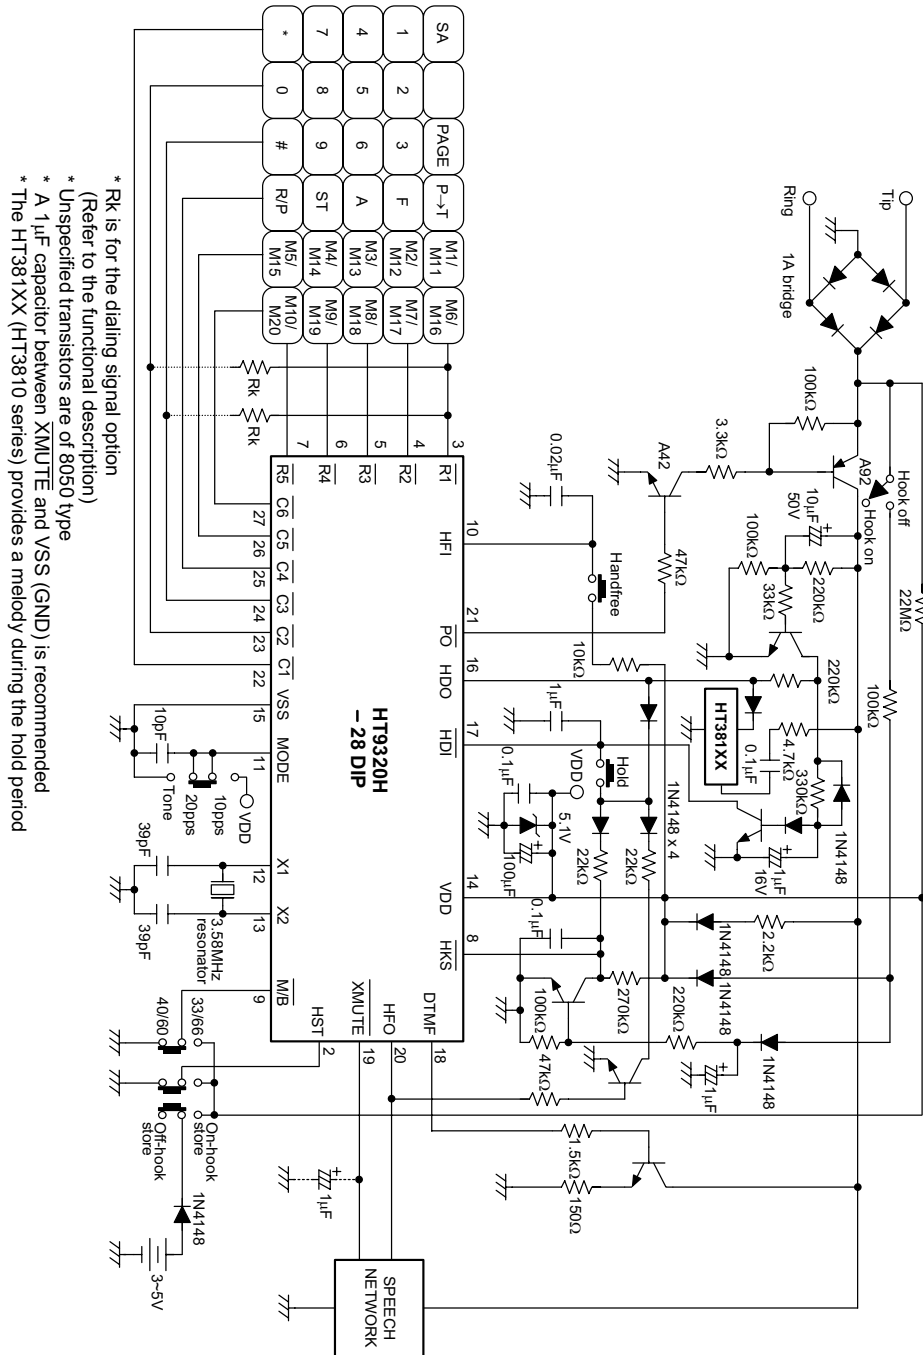 Tip
Ring
1A bridge
Hook off
Hook on
A92
22MΩ
100kΩ
100kΩ
3.3kΩ
A42
0.02μF
47kΩ
10μF
50V
100kΩ
220kΩ
33kΩ
220kΩ
HT381XX
4.7kΩ
0.1μF
330kΩ
1N4148
1μF
16V
Handfree
10kΩ
1μF
Hold
VDD
0.1μF
5.1V
100μF
1N4148 x 4
22kΩ
22kΩ
0.1μF
2.2kΩ
1N4148
1N4148
1N4148
270kΩ
220kΩ
100kΩ
47kΩ
1μF
1.5kΩ
150Ω
SA
PAGE
P→T
M1/
M11
M6/
M16
1
2
3
F
M2/
M12
M7/
M17
4
5
6
A
M3/
M13
M8/
M18
7
8
9
ST
M4/
M14
M9/
M19
*
0
#
R/P
M5/
M15
M10/
M20
Rk
Rk
3
4
5
6
7
R1
R2
R3
R4
R5
10
HFI
21
PO
16
HDO
17
HDI
14
VDD
8
HKS
HT9320H
– 28 DIP
C6
27
C5
26
C4
25
C3
24
C2
23
C1
22
VSS
15
MODE
11
X1
12
X2
13
M/B
9
HST
2
XMUTE
19
HFO
20
DTMF
18
10pF
Tone
20pps
10pps
VDD
39pF
39pF
3.58MHz
resonator
40/60
33/66
On-hook
store
Off-hook
store
1N4148
3~5V
1μF
SPEECH
NETWORK
* Rk is for the dialing signal option
(Refer to the functional description)
* Unspecified transistors are of 8050 type
* A 1μF capacitor between XMUTE and VSS (GND) is recommended
* The HT381XX (HT3810 series) provides a melody during the hold period